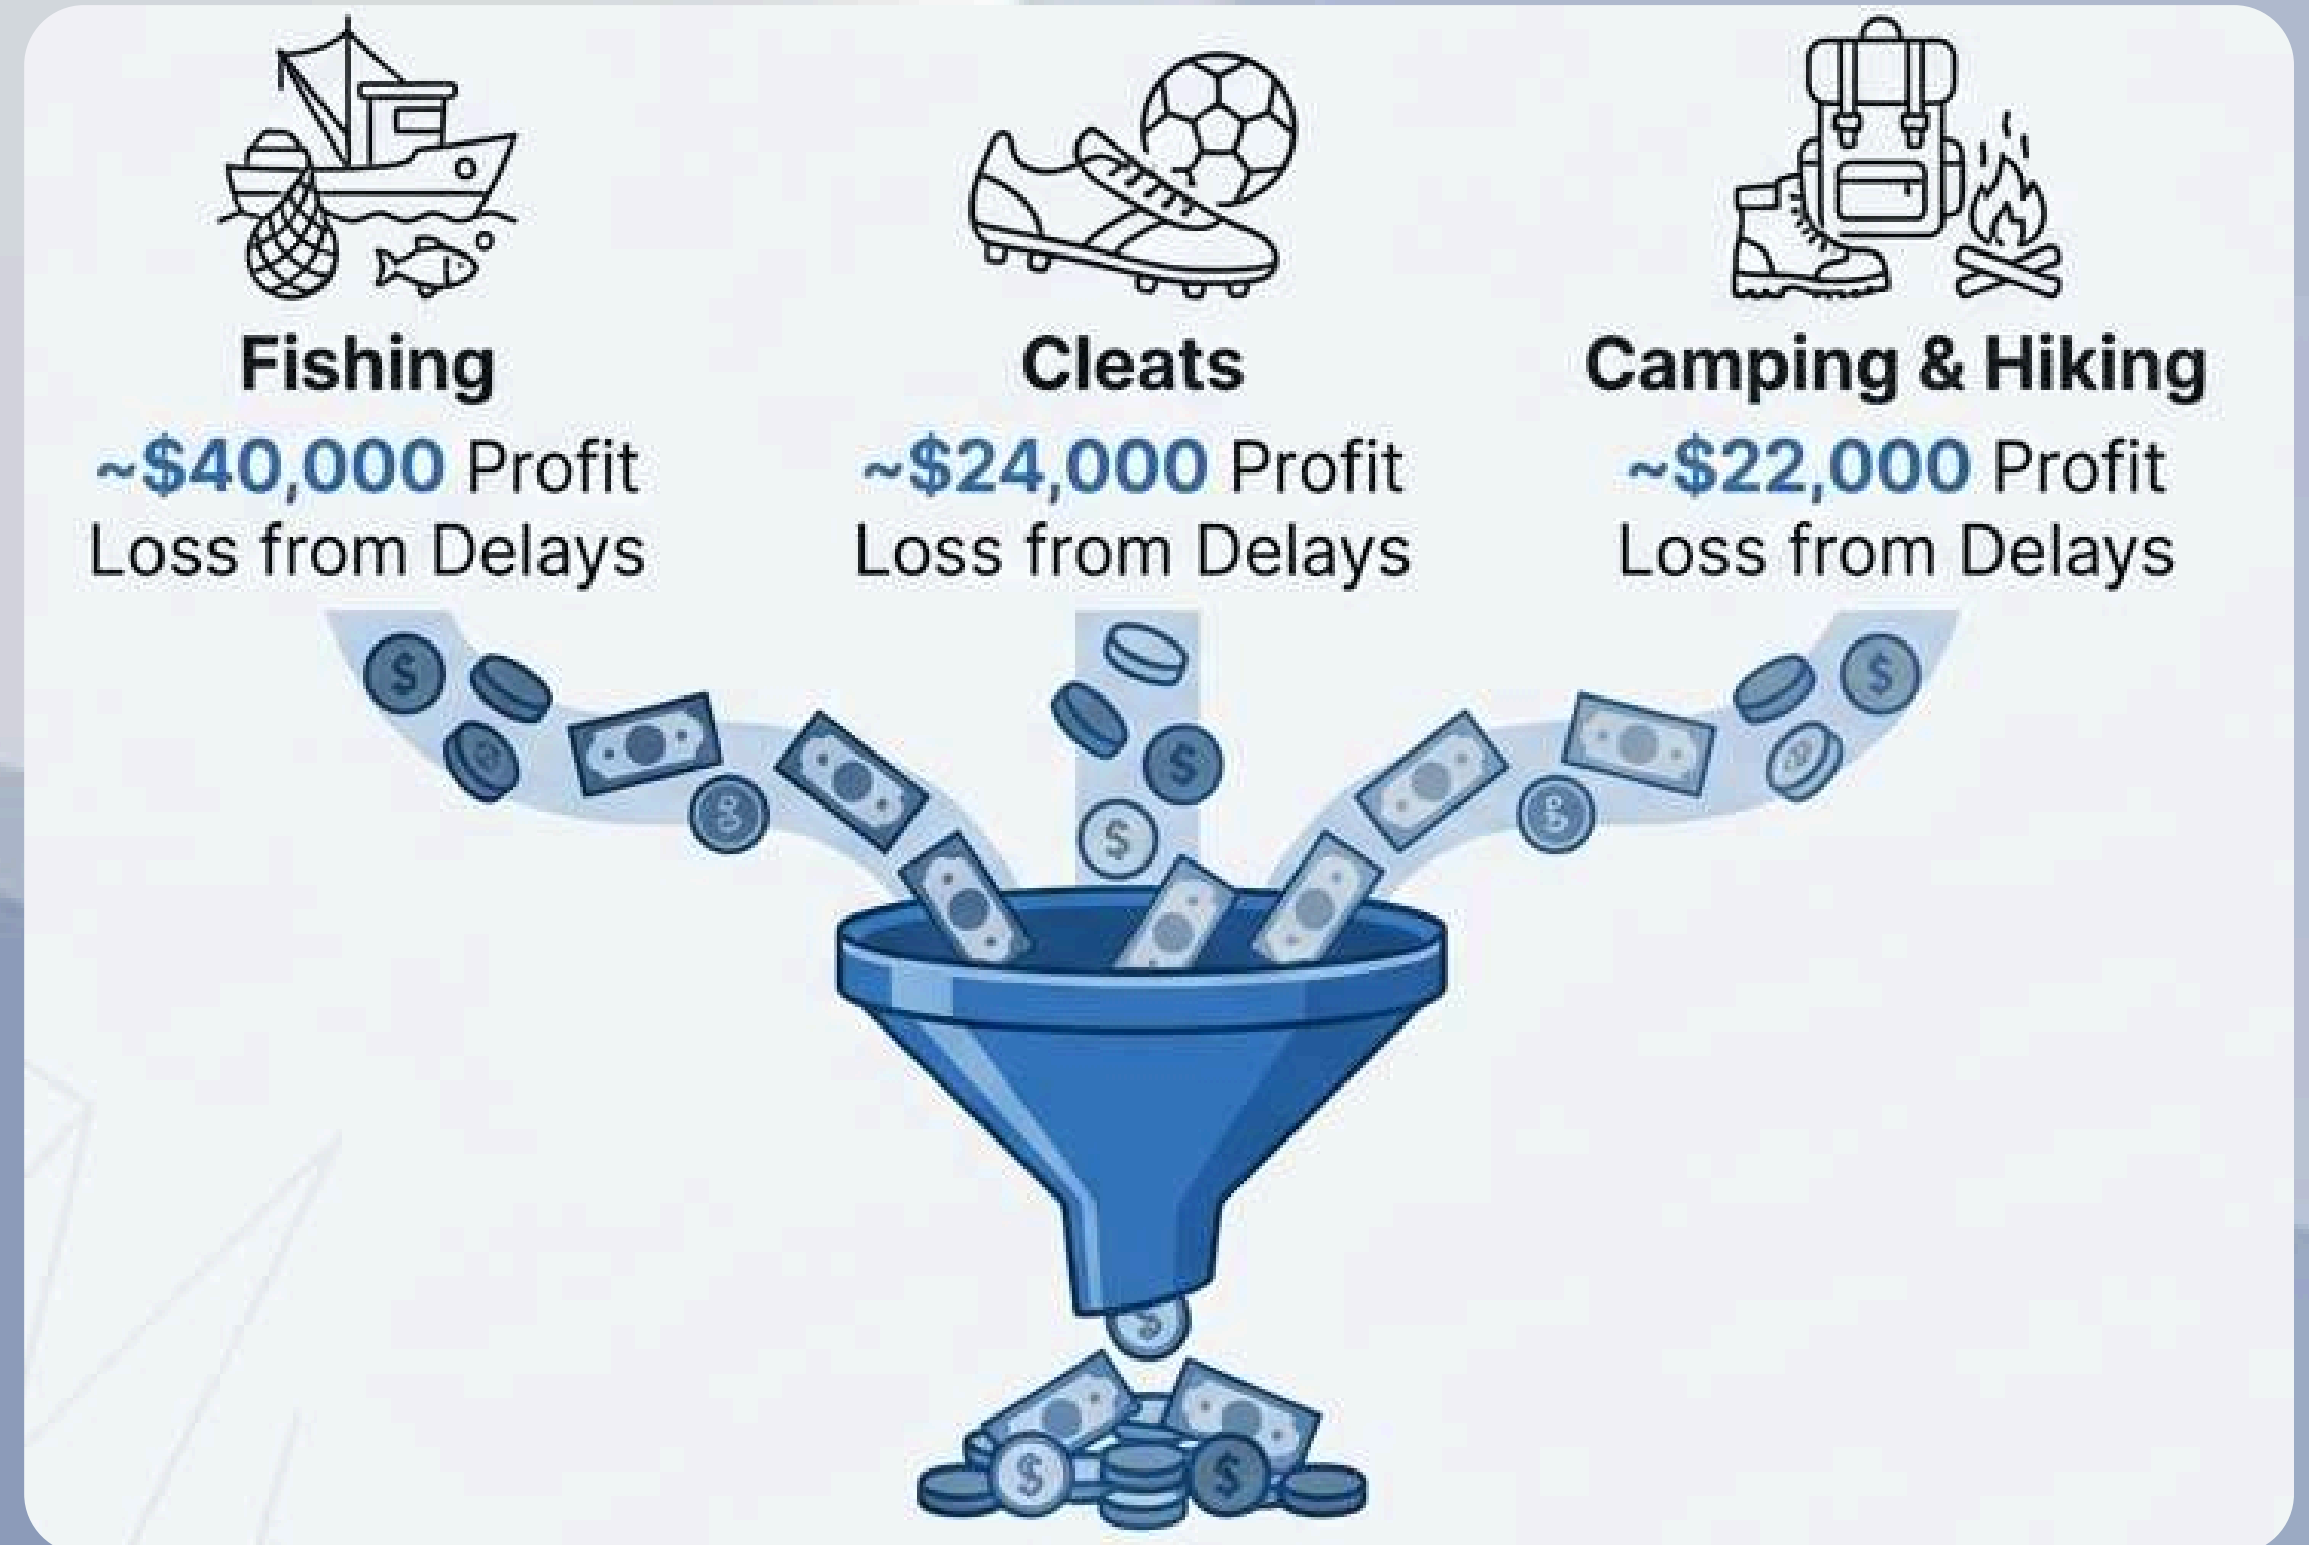 Fishing
~$40,000 Profit
Loss from Delays
Cleats
~$24,000 Profit
Loss from Delays
Camping & Hiking
~$22,000 Profit
Loss from Delays
$
$
$
$
$
$
$
$